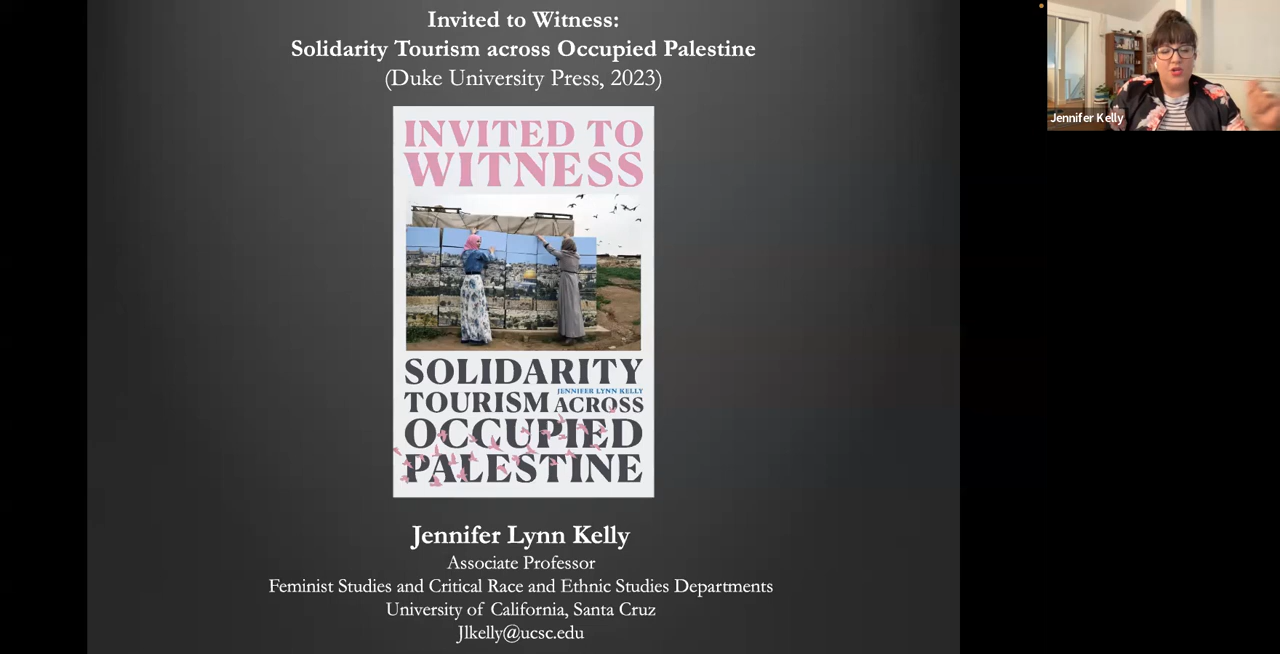 Invited to Witness:
Solidarity Tourism across Occupied Palestine
(Duke University Press, 2023)
INVITED TO
WITNESS
SOLIDARITY
JENNIFER LYNN KELLY
TOURISM ACROSS
OCCUPIED
PALESTINE
Jennifer Lynn Kelly
Associate Professor
Feminist Studies and Critical Race and Ethnic Studies Departments
University of California, Santa Cruz
Jlkelly@ucsc.edu
Jennifer Kelly